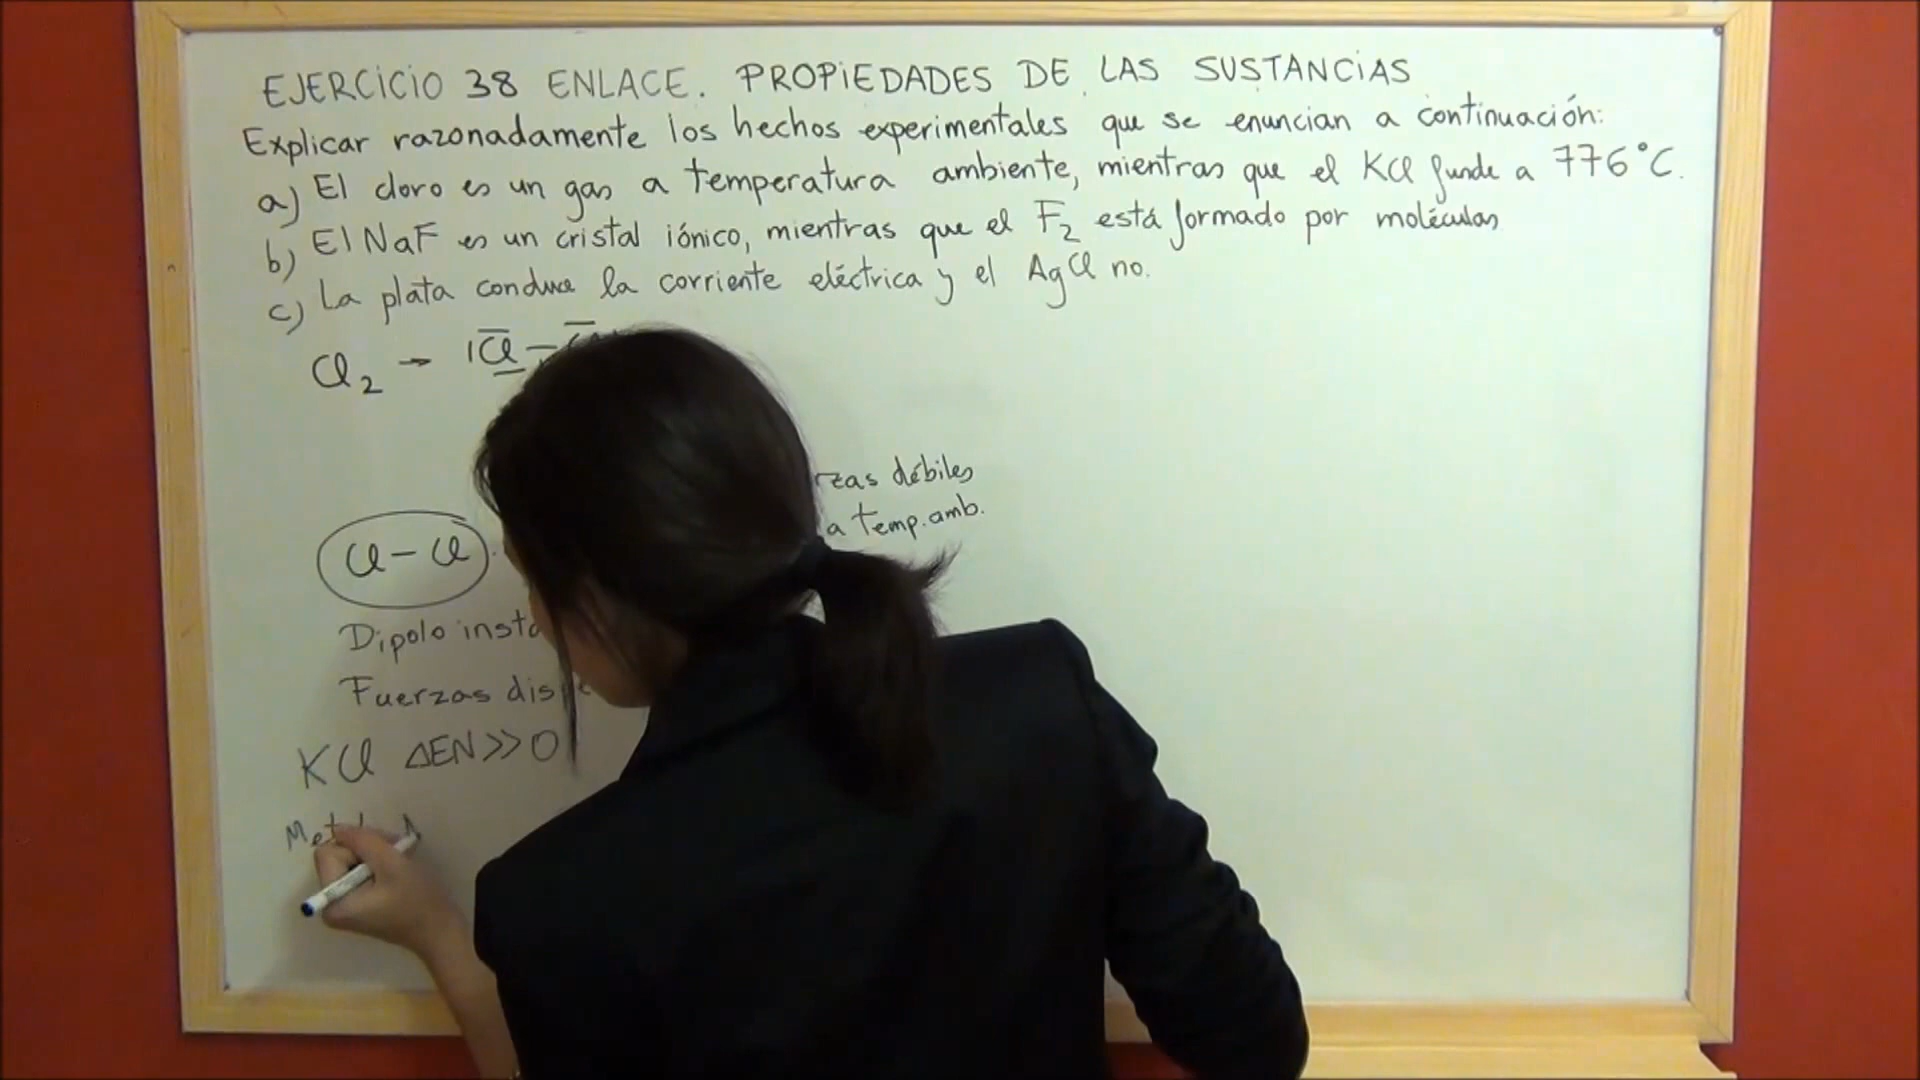 EJERCICIO 38 ENLACE. PROPIEDADES DE LAS SUSTANCIAS
Explicar razonadamente los hechos experimentales que se enuncian a continuación:
a) El cloro es un gas a temperatura ambiente, mientras que el KCl funde a 776°C.
b) El NaF es un cristal iónico, mientras que el F₂ está formado por moléculas
c) La plata conduce la corriente eléctrica y el AgCl no.
Cl₂ → |Cl –
débiles
a temp. amb.
Cl – Cl
Dipolo
Fuerzas
KCl ΔEN >> 0